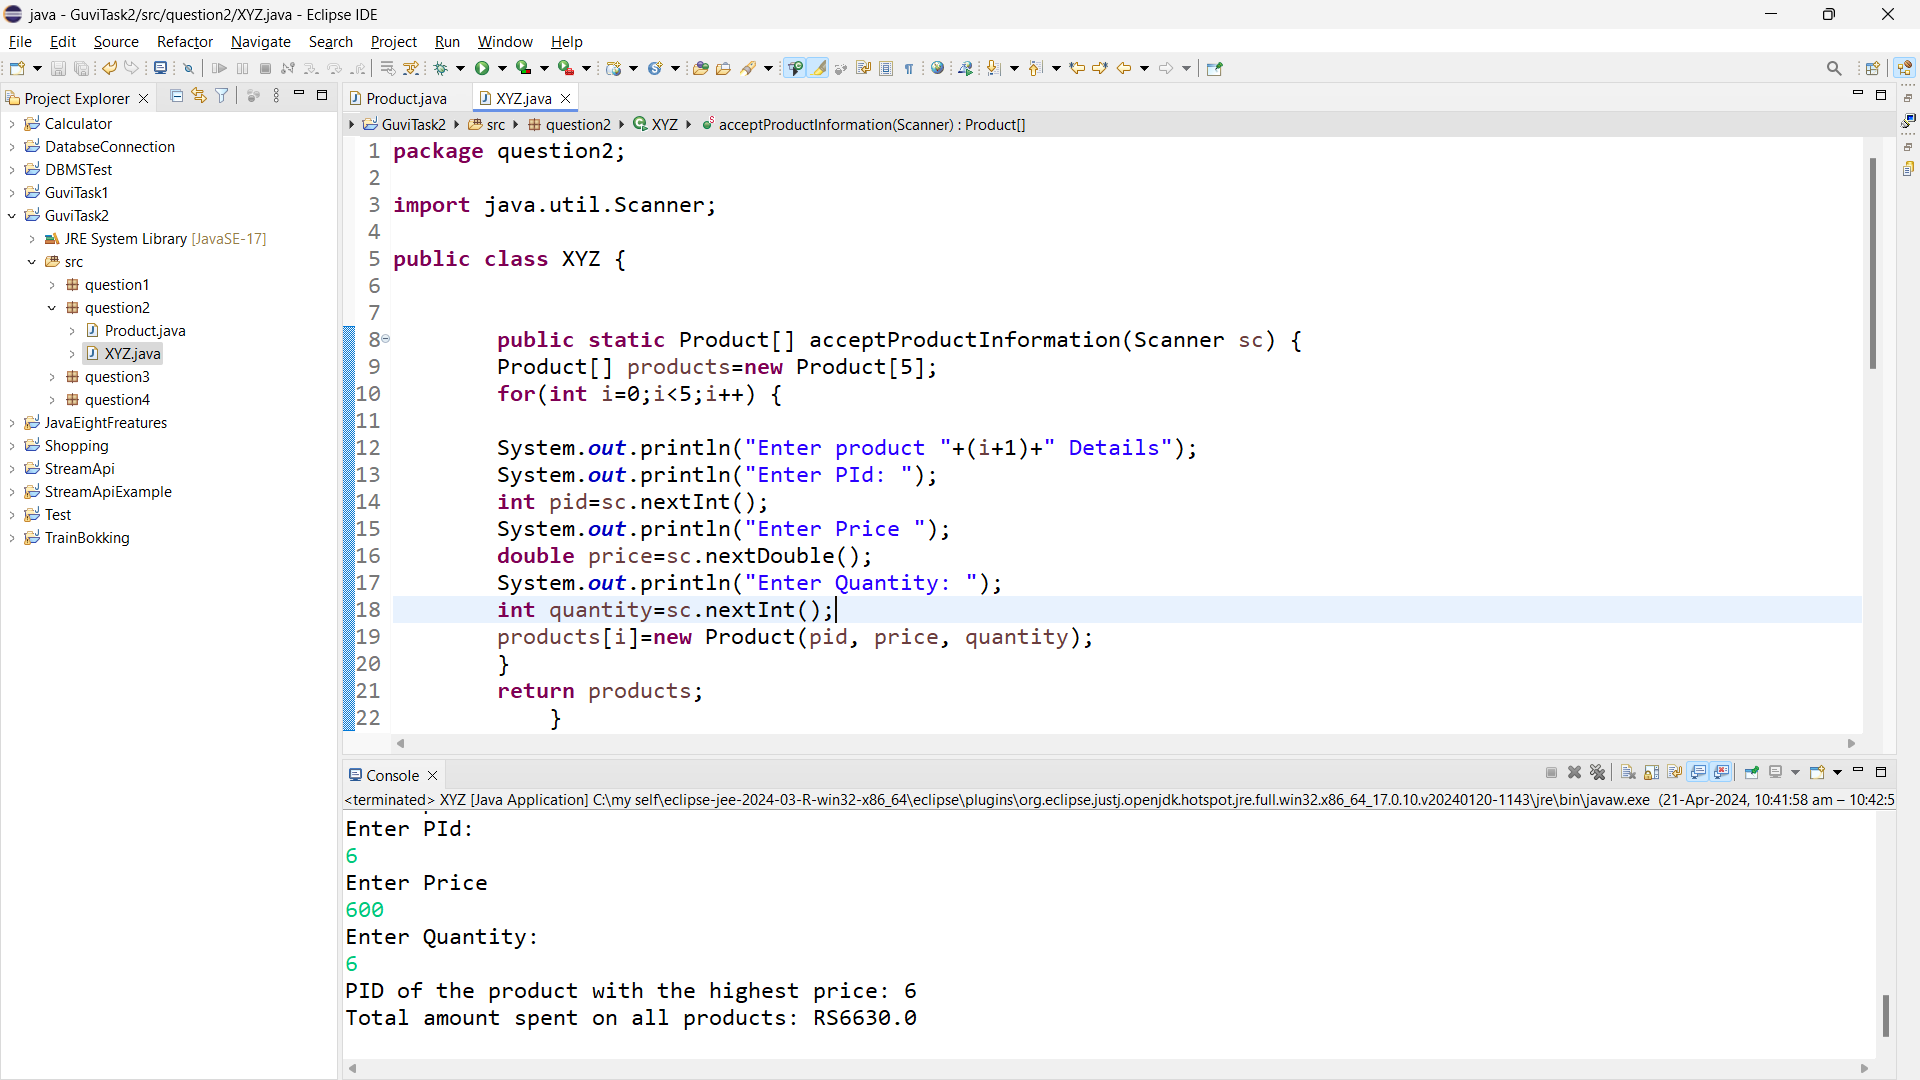 java - GuviTask2/src/question2/XYZ.java - Eclipse IDE
File Edit Source Refactor Navigate Search Project Run Window Help
Project Explorer
Calculator
DatabseConnection
DBMSTest
GuviTask1
GuviTask2
JRE System Library [JavaSE-17]
src
question1
question2
Product.java
XYZ.java
question3
question4
JavaEightFreatures
Shopping
StreamApi
StreamApiExample
Test
TrainBokking
Product.java XYZ.java
GuviTask2 src question2 XYZ acceptProductInformation(Scanner) : Product[]
1 package question2;
2
3 import java.util.Scanner;
4
5 public class XYZ {
6
7
8 public static Product[] acceptProductInformation(Scanner sc) {
9 Product[] products=new Product[5];
10 for(int i=0;i<5;i++) {
11
12 System.out.println("Enter product "+(i+1)+" Details");
13 System.out.println("Enter PId: ");
14 int pid=sc.nextInt();
15 System.out.println("Enter Price ");
16 double price=sc.nextDouble();
17 System.out.println("Enter Quantity: ");
18 int quantity=sc.nextInt();
19 products[i]=new Product(pid, price, quantity);
20 }
21 return products;
22 }
Console
<terminated> XYZ [Java Application] C:\my self\eclipse-jee-2024-03-R-win32-x86_64\eclipse\plugins\org.eclipse.justj.openjdk.hotspot.jre.full.win32.x86_64_17.0.10.v20240120-1143\jre\bin\javaw.exe (21-Apr-2024, 10:41:58 am – 10:42:5
Enter PId:
6
Enter Price
600
Enter Quantity:
6
PID of the product with the highest price: 6
Total amount spent on all products: RS6630.0